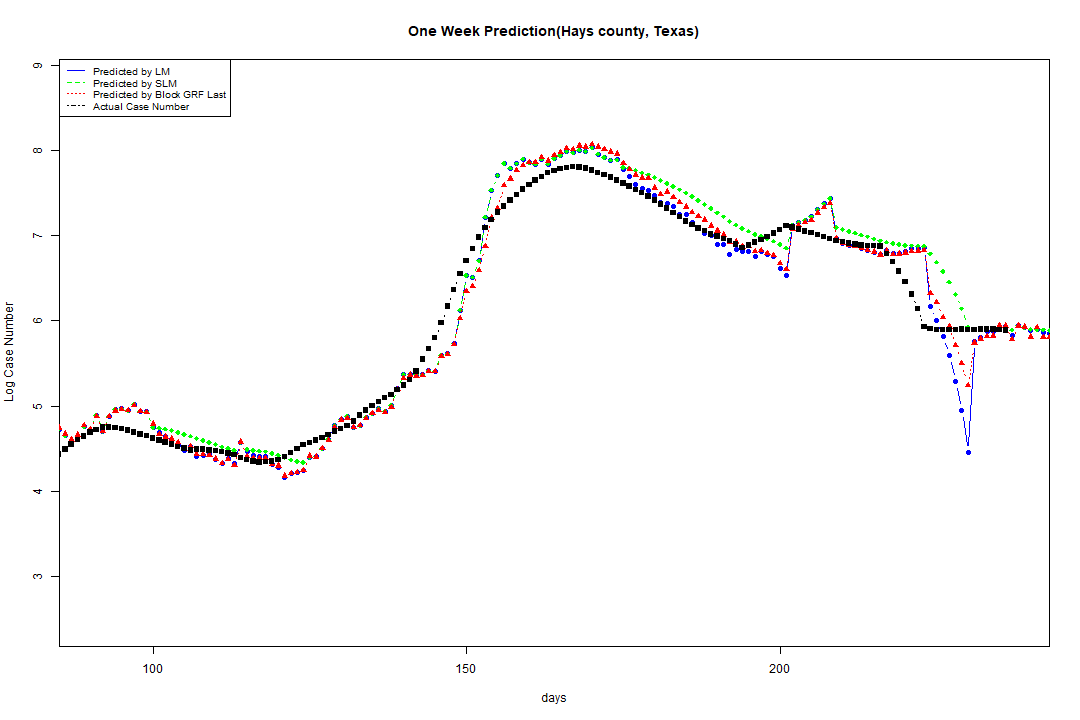 One Week Prediction(Hays county, Texas)
Predicted by LM
Predicted by SLM
Predicted by Block GRF Last
Actual Case Number
Log Case Number
9
8
7
6
5
4
3
100 150 200
days